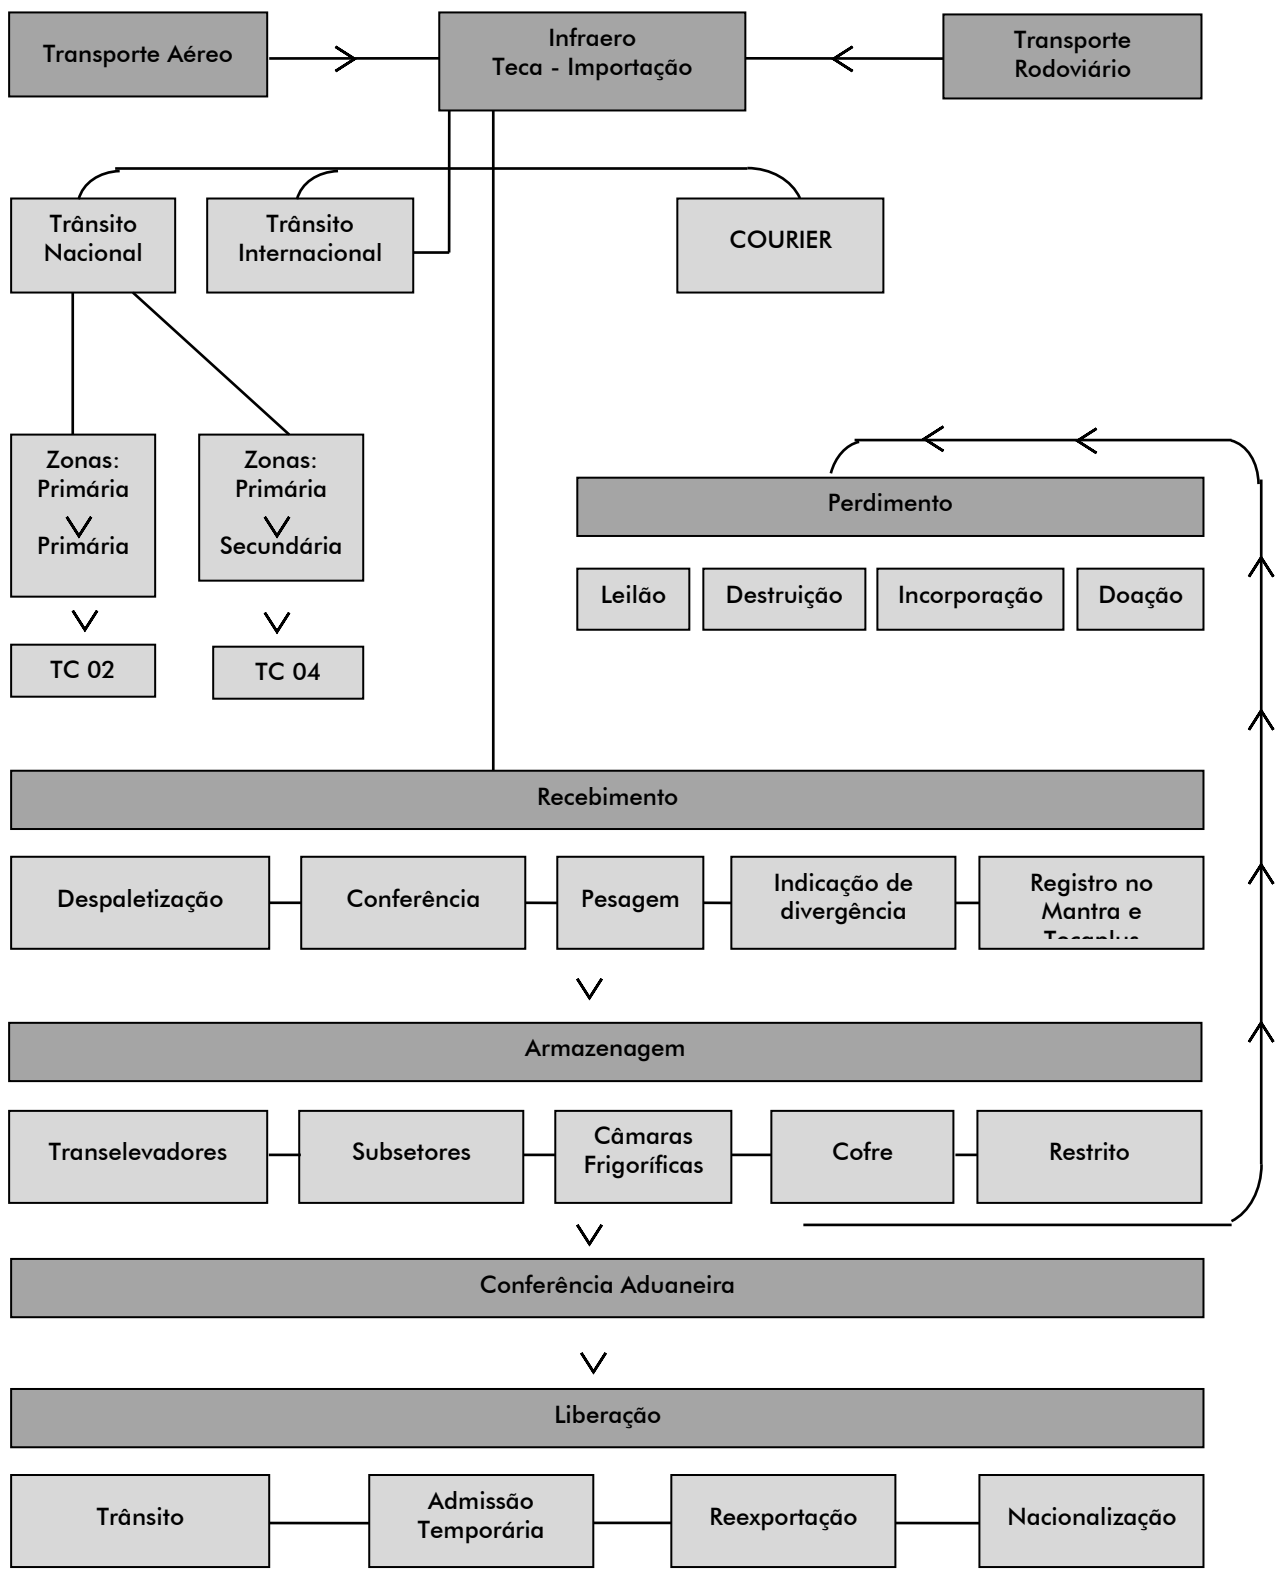 Transporte Aéreo
Infraero
Teca - Importação
Transporte
Rodoviário
Trânsito
Nacional
Trânsito
Internacional
COURIER
Zonas:
Primária
Primária
Zonas:
Primária
Secundária
TC 02
TC 04
Perdimento
Leilão
Destruição
Incorporação
Doação
Recebimento
Despaletização
Conferência
Pesagem
Indicação de
divergência
Registro no
Mantra e
Armazenagem
Transelevadores
Subsetores
Câmaras
Frigoríficas
Cofre
Restrito
Conferência Aduaneira
Liberação
Trânsito
Admissão
Temporária
Reexportação
Nacionalização